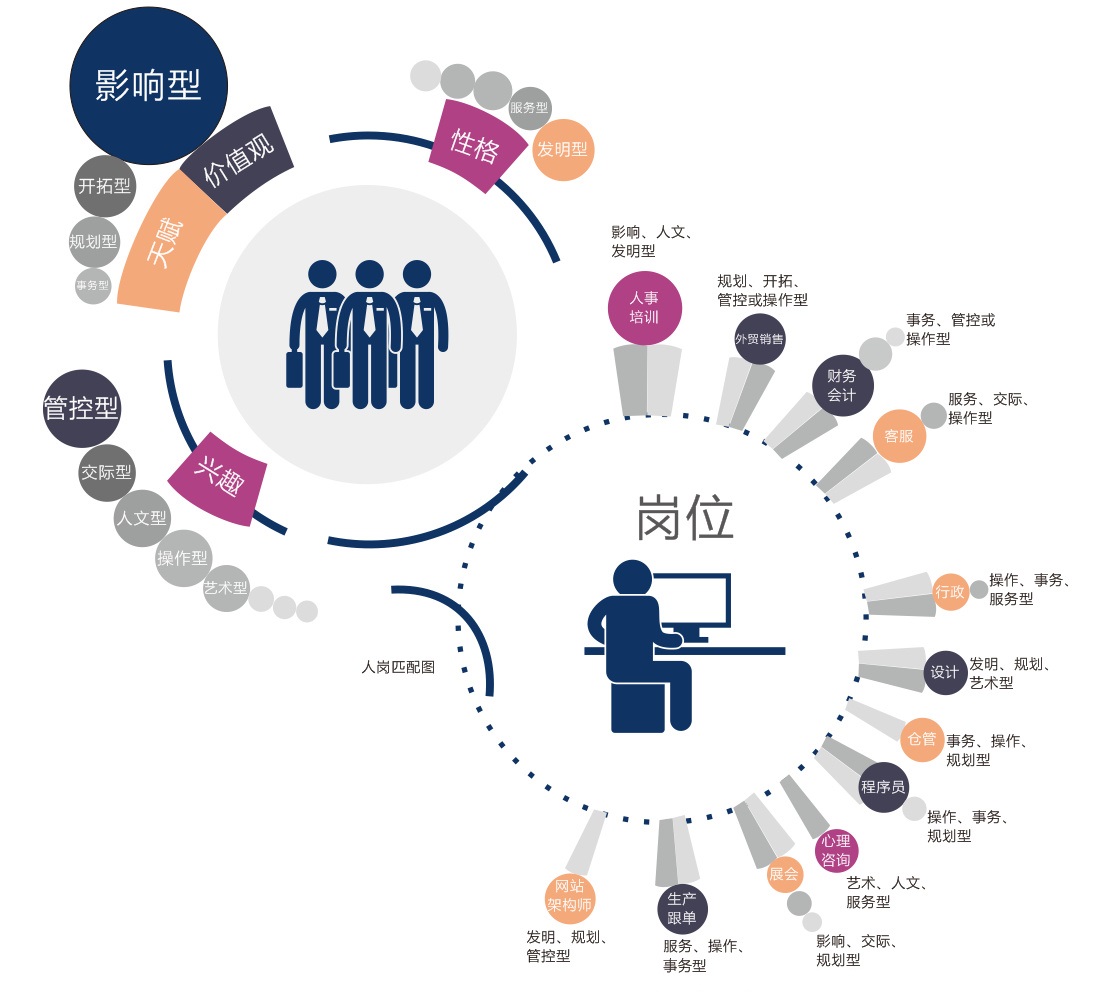 影响型
价值观
天赋
开拓型
规划型
事务型
性格
服务型
发明型
管控型
交际型
人文型
操作型
艺术型
兴趣
人岗匹配图
岗位
影响、人文、
发明型
人事
培训
规划、开拓、
管控或操作型
外贸销售
事务、管控或
操作型
财务
会计
服务、交际、
操作型
客服
操作、事务、
服务型
行政
发明、规划、
艺术型
设计
事务、操作、
规划型
仓管
程序员
操作、事务、
规划型
心理
咨询
艺术、人文、
服务型
展会
影响、交际、
规划型
生产
跟单
服务、操作、
事务型
网站
架构师
发明、规划、
管控型